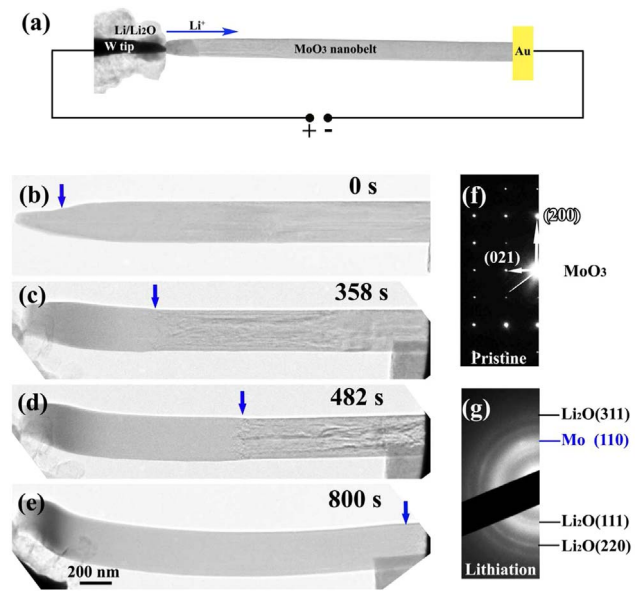 (a)
Li/Li2O
Li+
W tip
MoO3 nanobelt
Au
+ -
(b)
0 s
(c)
358 s
(d)
482 s
(e)
800 s
200 nm
(f)
(200)
(021)
MoO3
Pristine
(g)
Li2O(311)
Mo (110)
Li2O(111)
Li2O(220)
Lithiation